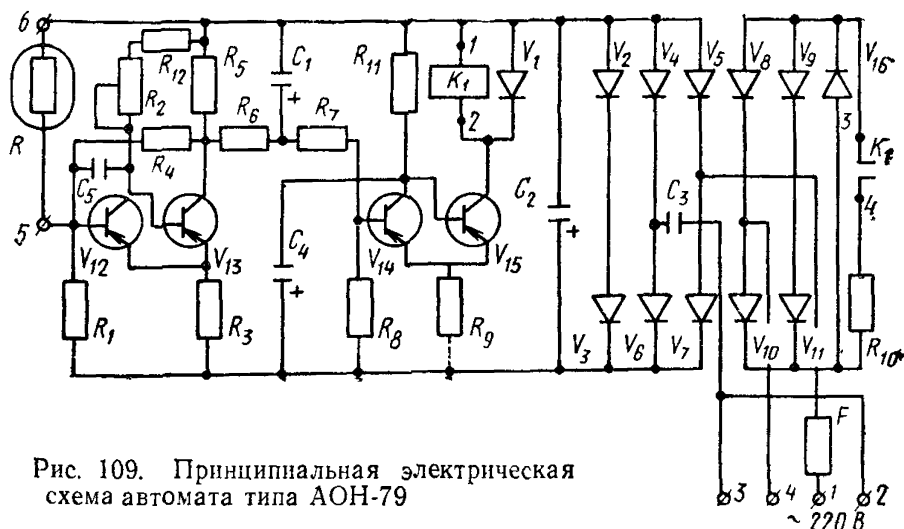 6
R
5
R12
R2
R4
C5
V12
R1
R5
R6
V13
R3
C1
+
R7
C4
+
R11
V14
R8
K1
1
2
V1
V15
R9
C2
+
V2
V3
V4
V6
C3
V5
V7
V8
V10
V9
V11
V16
3
4
R10
F
3
4
1
2
~ 220 В
Рис. 109. Принципиальная электрическая
схема автомата типа АОН-79